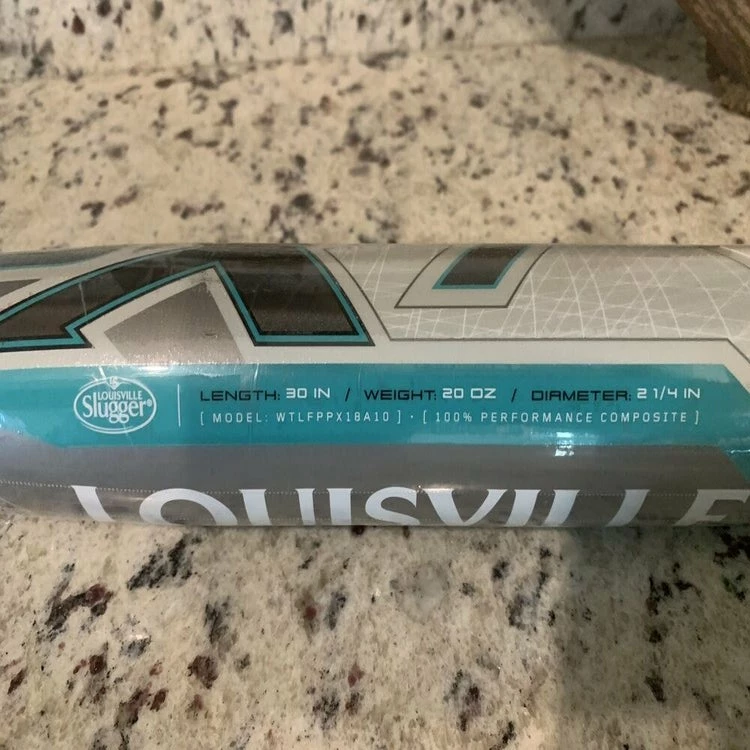 LOUISVILLE
Slugger®
LENGTH: 30 IN / WEIGHT: 20 OZ / DIAMETER: 2 1/4 IN
[ MODEL: WTLFPPX18A10 ] • [ 100% PERFORMANCE COMPOSITE ]
LOUISVILLE